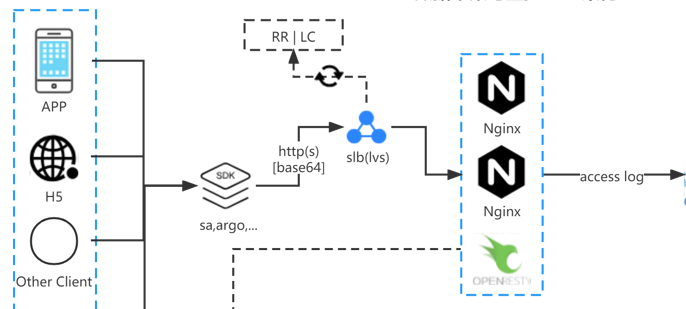 RR | LC
APP
Nginx
http(s)
[base64]
slb(lvs)
SDK
H5
Nginx
access log
sa,argo,...
Other Client
OPENRESTY